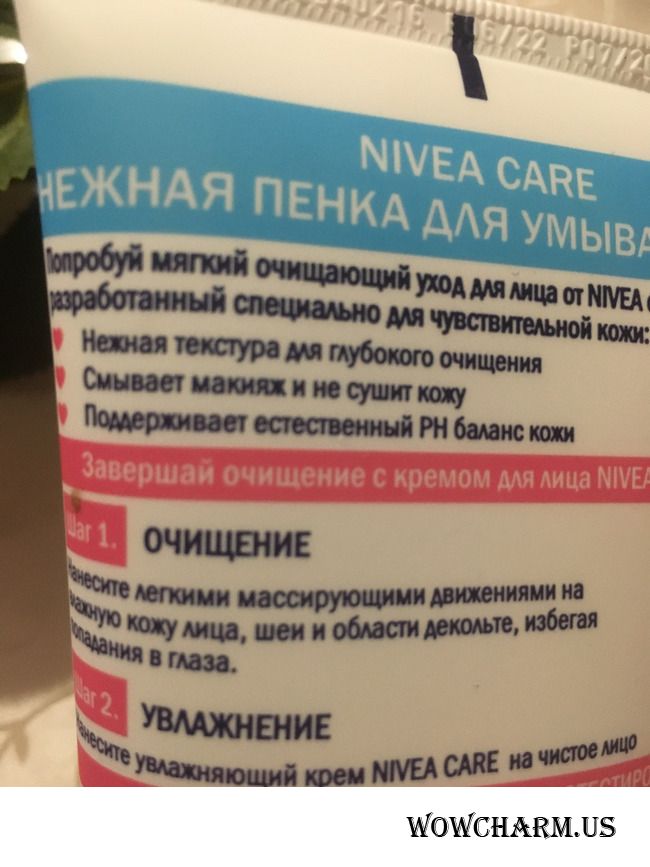 NIVEA CARE
НЕЖНАЯ ПЕНКА ДЛЯ УМЫВА
Попробуй мягкий очищающий уход для лица от NIVEA
разработанный специально для чувствительной кожи:
Нежная текстура для глубокого очищения
Смывает макияж и не сушит кожу
Поддерживает естественный PH баланс кожи
Завершай очищение с кремом для лица NIVEA
Шаг 1. ОЧИЩЕНИЕ
Нанесите легкими массирующими движениями на
влажную кожу лица, шеи и области декольте, избегая
попадания в глаза.
Шаг 2. УВЛАЖНЕНИЕ
Нанесите увлажняющий крем NIVEA CARE на чистое лицо
WOWCHARM.US